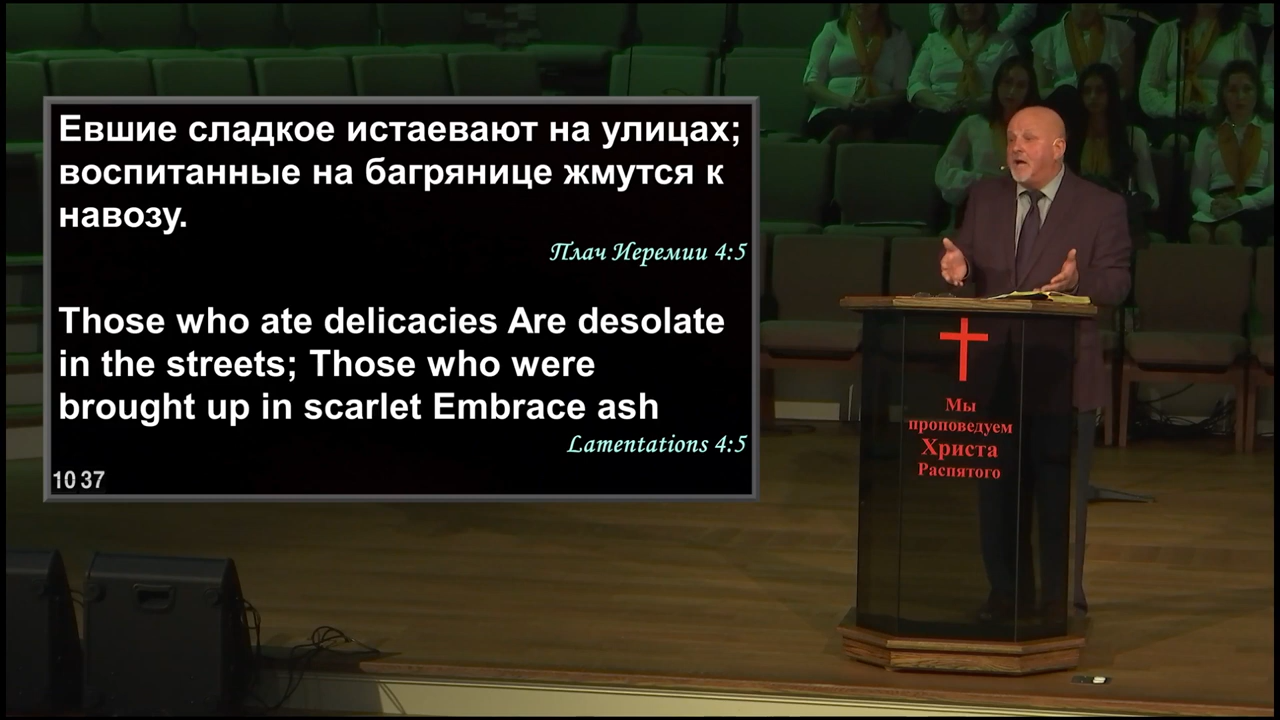 Евшие сладкое истаевают на улицах;
воспитанные на багрянице жмутся к
навозу.
Плач Иеремии 4:5
Those who ate delicacies Are desolate
in the streets; Those who were
brought up in scarlet Embrace ash
Lamentations 4:5
10 37
Мы
проповедуем
Христа
Распятого